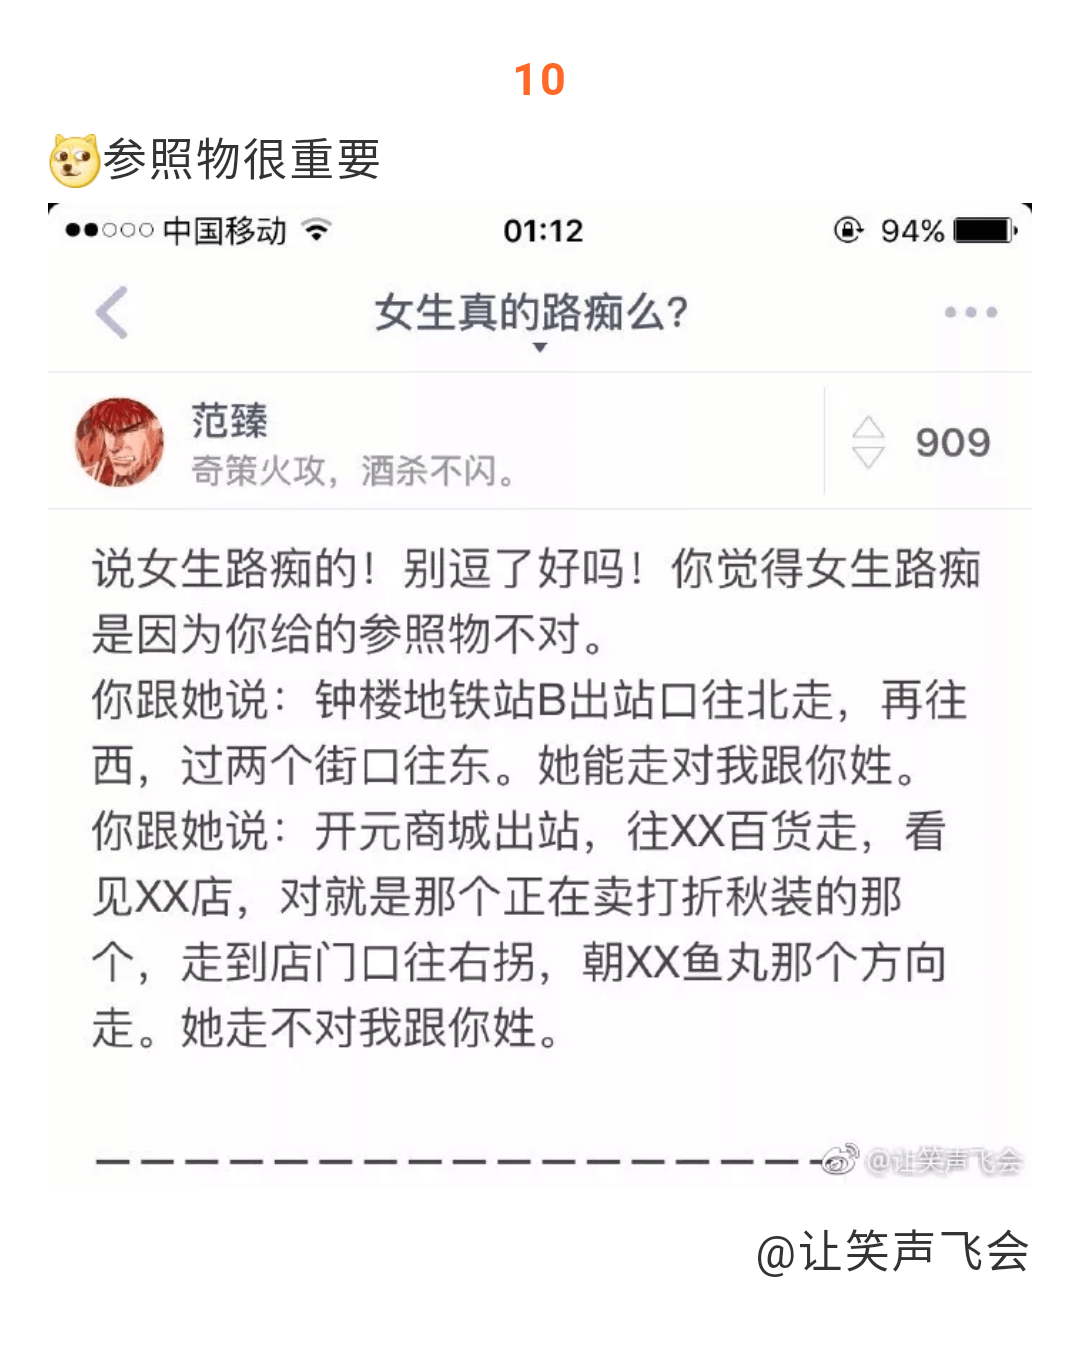 10
参照物很重要
中国移动
01:12
94%
女生真的路痴么?
范臻
奇策火攻，酒杀不闪。
909
说女生路痴的！别逗了好吗！你觉得女生路痴
是因为你给的参照物不对。
你跟她说：钟楼地铁站B出站口往北走，再往
西，过两个街口往东。她能走对我跟你姓。
你跟她说：开元商城出站，往XX百货走，看
见XX店，对就是那个正在卖打折秋装的那
个，走到店门口往右拐，朝XX鱼丸那个方向
走。她走不对我跟你姓。
@让笑声飞会
@让笑声飞会